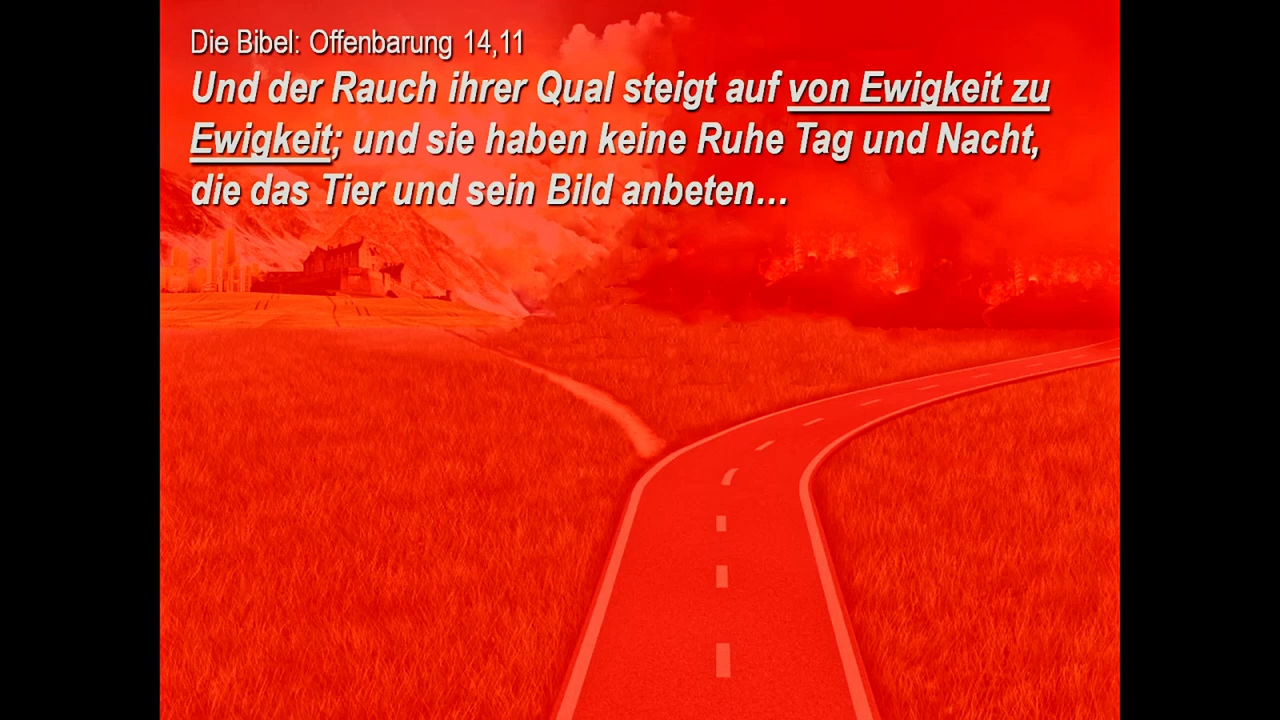 Die Bibel: Offenbarung 14,11
Und der Rauch ihrer Qual steigt auf von Ewigkeit zu
Ewigkeit; und sie haben keine Ruhe Tag und Nacht,
die das Tier und sein Bild anbeten…